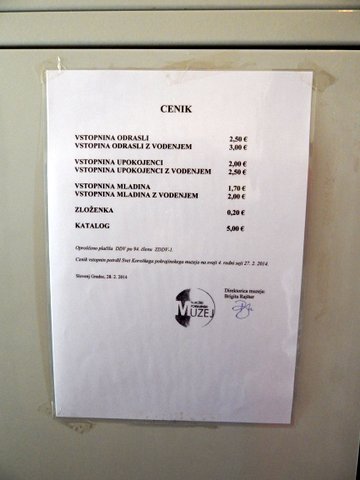 CENIK
VSTOPNINA ODRASLI 2,50 €
VSTOPINA ODRASLI Z VODENJEM 3,00 €
VSTOPNINA UPOKOJENCI 2,00 €
VSTOPNINA UPOKOJENCI Z VODENJEM 2,50 €
VSTOPNINA MLADINA 1,70 €
VSTOPNINA MLADINA Z VODENJEM 2,00 €
ZLOŽENKA 0,20 €
KATALOG 5,00 €
Oproščeno plačila DDV po 94. členu ZDDV-1.
Cenik vstopnin potrdil Svet Koroškega pokrajinskega muzeja na svoji 4. redni seji 27. 2. 2014.
Slovenj Gradec, 28. 2. 2014
Direktorica muzeja:
Brigita Rajšter
KOROŠKI
POKRAJINSKI
MUZEJ